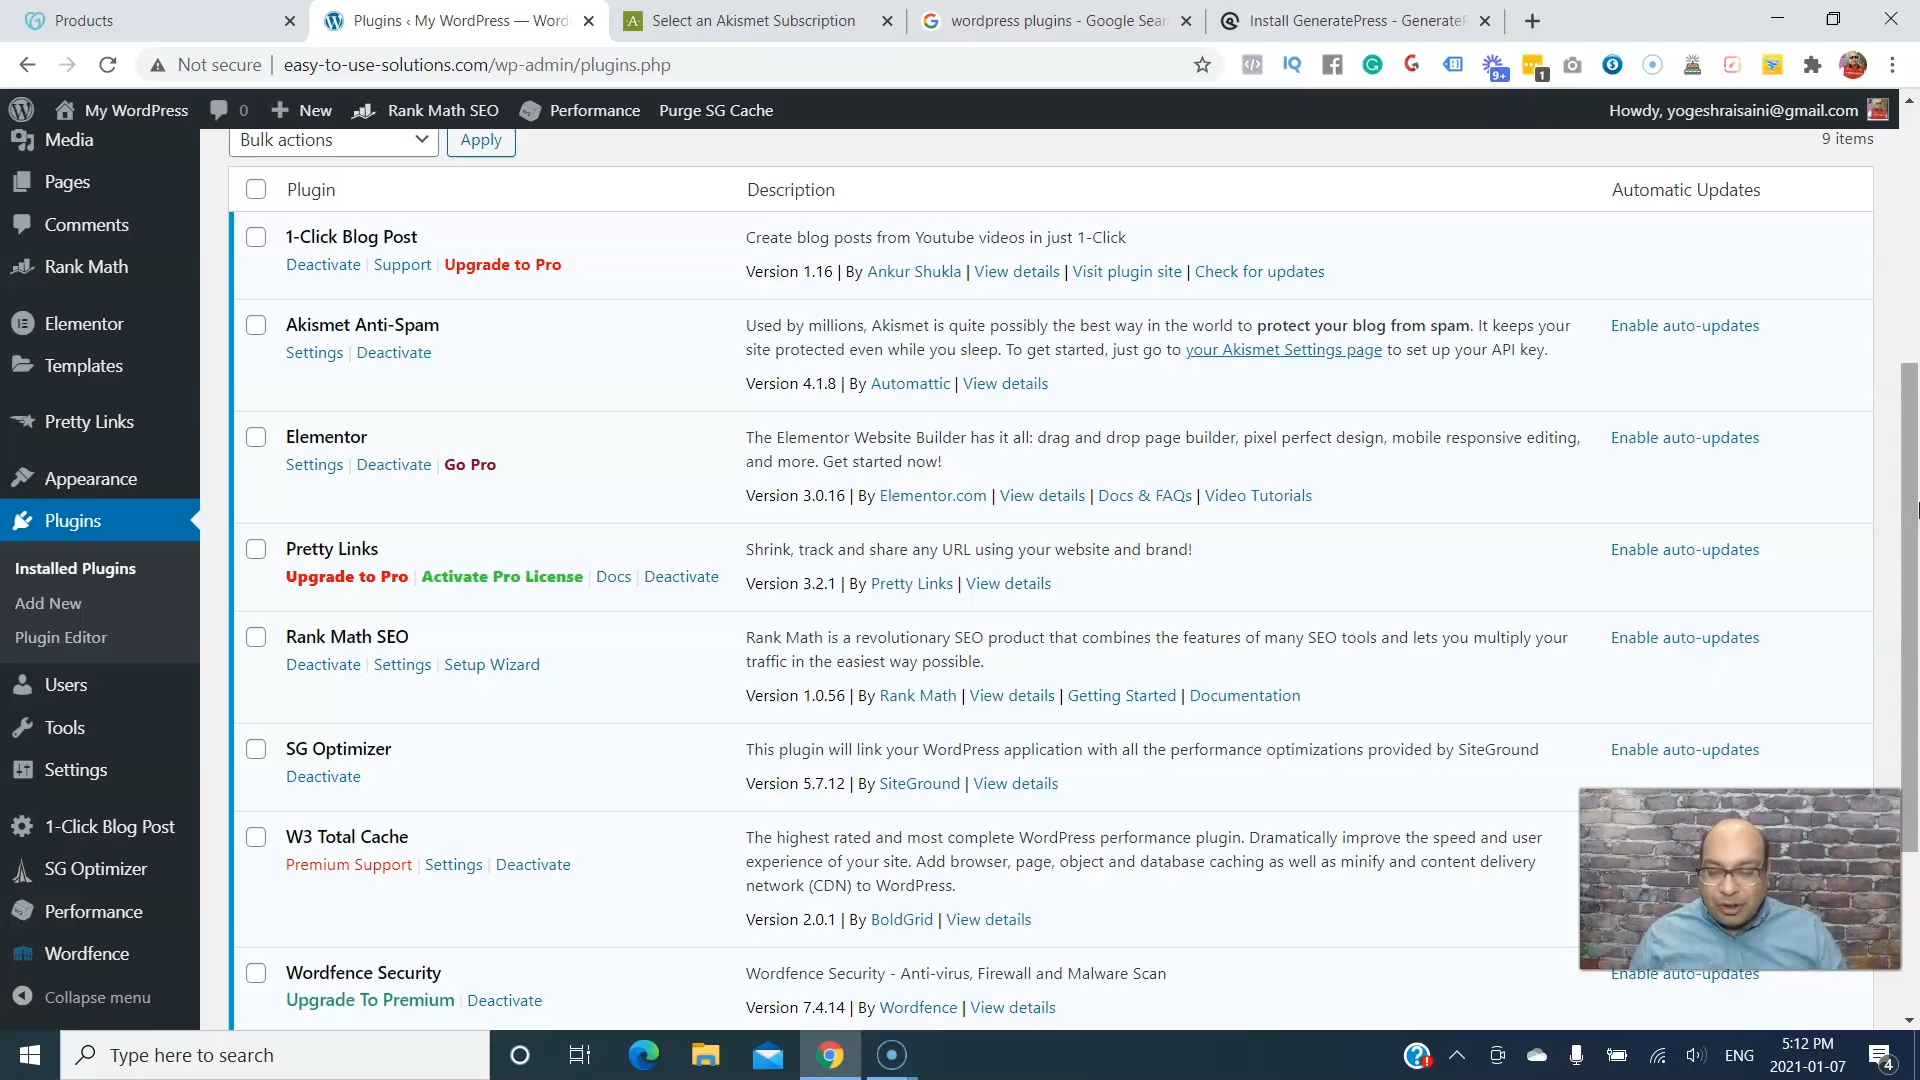 Products
Plugins ‹ My WordPress — Word
Select an Akismet Subscription
wordpress plugins - Google Sear
Install GeneratePress - GenerateP
Not secure | easy-to-use-solutions.com/wp-admin/plugins.php
9+
1
My WordPress 0 New Rank Math SEO Performance Purge SG Cache Howdy, yogeshraisaini@gmail.com
Media
Pages
Comments
Rank Math
Elementor
Templates
Pretty Links
Appearance
Plugins
Installed Plugins
Add New
Plugin Editor
Users
Tools
Settings
1-Click Blog Post
SG Optimizer
Performance
Wordfence
Collapse menu
Bulk actions Apply 9 items
Plugin Description Automatic Updates
1-Click Blog Post
Deactivate | Support | Upgrade to Pro
Create blog posts from Youtube videos in just 1-Click
Version 1.16 | By Ankur Shukla | View details | Visit plugin site | Check for updates
Akismet Anti-Spam
Settings | Deactivate
Used by millions, Akismet is quite possibly the best way in the world to protect your blog from spam. It keeps your
site protected even while you sleep. To get started, just go to your Akismet Settings page to set up your API key.
Version 4.1.8 | By Automattic | View details
Enable auto-updates
Elementor
Settings | Deactivate | Go Pro
The Elementor Website Builder has it all: drag and drop page builder, pixel perfect design, mobile responsive editing,
and more. Get started now!
Version 3.0.16 | By Elementor.com | View details | Docs & FAQs | Video Tutorials
Enable auto-updates
Pretty Links
Upgrade to Pro | Activate Pro License | Docs | Deactivate
Shrink, track and share any URL using your website and brand!
Version 3.2.1 | By Pretty Links | View details
Enable auto-updates
Rank Math SEO
Deactivate | Settings | Setup Wizard
Rank Math is a revolutionary SEO product that combines the features of many SEO tools and lets you multiply your
traffic in the easiest way possible.
Version 1.0.56 | By Rank Math | View details | Getting Started | Documentation
Enable auto-updates
SG Optimizer
Deactivate
This plugin will link your WordPress application with all the performance optimizations provided by SiteGround
Version 5.7.12 | By SiteGround | View details
Enable auto-updates
W3 Total Cache
Premium Support | Settings | Deactivate
The highest rated and most complete WordPress performance plugin. Dramatically improve the speed and user
experience of your site. Add browser, page, object and database caching as well as minify and content delivery
network (CDN) to WordPress.
Version 2.0.1 | By BoldGrid | View details
Wordfence Security
Upgrade To Premium | Deactivate
Wordfence Security - Anti-virus, Firewall and Malware Scan
Version 7.4.14 | By Wordfence | View details
Enable auto-updates
Type here to search
ENG
5:12 PM
2021-01-07
4